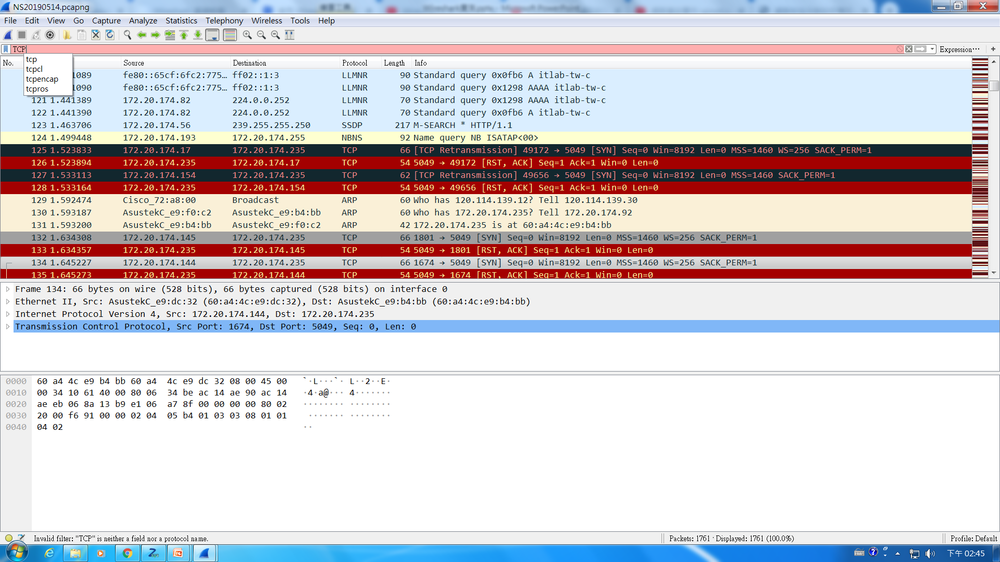 NS20190514.pcapng
File Edit View Go Capture Analyze Statistics Telephony Wireless Tools Help
TCP Expression… +
tcp
tcpcl
tcpencap
tcpros
No. Source Destination Protocol Length Info
1089 fe80::65cf:6fc2:775… ff02::1:3 LLMNR 90 Standard query 0x0fb6 A itlab-tw-c
1090 fe80::65cf:6fc2:775… ff02::1:3 LLMNR 90 Standard query 0x1298 AAAA itlab-tw-c
121 1.441389 172.20.174.82 224.0.0.252 LLMNR 70 Standard query 0x1298 AAAA itlab-tw-c
122 1.441390 172.20.174.82 224.0.0.252 LLMNR 70 Standard query 0x0fb6 A itlab-tw-c
123 1.463706 172.20.174.56 239.255.255.250 SSDP 217 M-SEARCH * HTTP/1.1
124 1.499448 172.20.174.193 172.20.174.255 NBNS 92 Name query NB ISATAP<00>
125 1.523833 172.20.174.17 172.20.174.235 TCP 66 [TCP Retransmission] 49172 → 5049 [SYN] Seq=0 Win=8192 Len=0 MSS=1460 WS=256 SACK_PERM=1
126 1.523894 172.20.174.235 172.20.174.17 TCP 54 5049 → 49172 [RST, ACK] Seq=1 Ack=1 Win=0 Len=0
127 1.533113 172.20.174.154 172.20.174.235 TCP 62 [TCP Retransmission] 49656 → 5049 [SYN] Seq=0 Win=8192 Len=0 MSS=1460 SACK_PERM=1
128 1.533164 172.20.174.235 172.20.174.154 TCP 54 5049 → 49656 [RST, ACK] Seq=1 Ack=1 Win=0 Len=0
129 1.592474 Cisco_72:a8:00 Broadcast ARP 60 Who has 120.114.139.12? Tell 120.114.139.30
130 1.593187 AsustekC_e9:f0:c2 AsustekC_e9:b4:bb ARP 60 Who has 172.20.174.235? Tell 172.20.174.92
131 1.593200 AsustekC_e9:b4:bb AsustekC_e9:f0:c2 ARP 42 172.20.174.235 is at 60:a4:4c:e9:b4:bb
132 1.634308 172.20.174.145 172.20.174.235 TCP 66 1801 → 5049 [SYN] Seq=0 Win=8192 Len=0 MSS=1460 WS=256 SACK_PERM=1
133 1.634357 172.20.174.235 172.20.174.145 TCP 54 5049 → 1801 [RST, ACK] Seq=1 Ack=1 Win=0 Len=0
134 1.645227 172.20.174.144 172.20.174.235 TCP 66 1674 → 5049 [SYN] Seq=0 Win=8192 Len=0 MSS=1460 WS=256 SACK_PERM=1
135 1.645273 172.20.174.235 172.20.174.144 TCP 54 5049 → 1674 [RST, ACK] Seq=1 Ack=1 Win=0 Len=0
Frame 134: 66 bytes on wire (528 bits), 66 bytes captured (528 bits) on interface 0
Ethernet II, Src: AsustekC_e9:dc:32 (60:a4:4c:e9:dc:32), Dst: AsustekC_e9:b4:bb (60:a4:4c:e9:b4:bb)
Internet Protocol Version 4, Src: 172.20.174.144, Dst: 172.20.174.235
Transmission Control Protocol, Src Port: 1674, Dst Port: 5049, Seq: 0, Len: 0
0000 60 a4 4c e9 b4 bb 60 a4 4c e9 dc 32 08 00 45 00 `·L···`· L··2··E·
0010 00 34 10 61 40 00 80 06 34 be ac 14 ae 90 ac 14 ·4·a@··· 4·······
0020 ae eb 06 8a 13 b9 e1 06 a7 8f 00 00 00 00 80 02 ········ ········
0030 20 00 f6 91 00 00 02 04 05 b4 01 03 03 08 01 01 ······· ········
0040 04 02 ··
Invalid filter: "TCP" is neither a field nor a protocol name. Packets: 1761 · Displayed: 1761 (100.0%) Profile: Default
下午 02:45